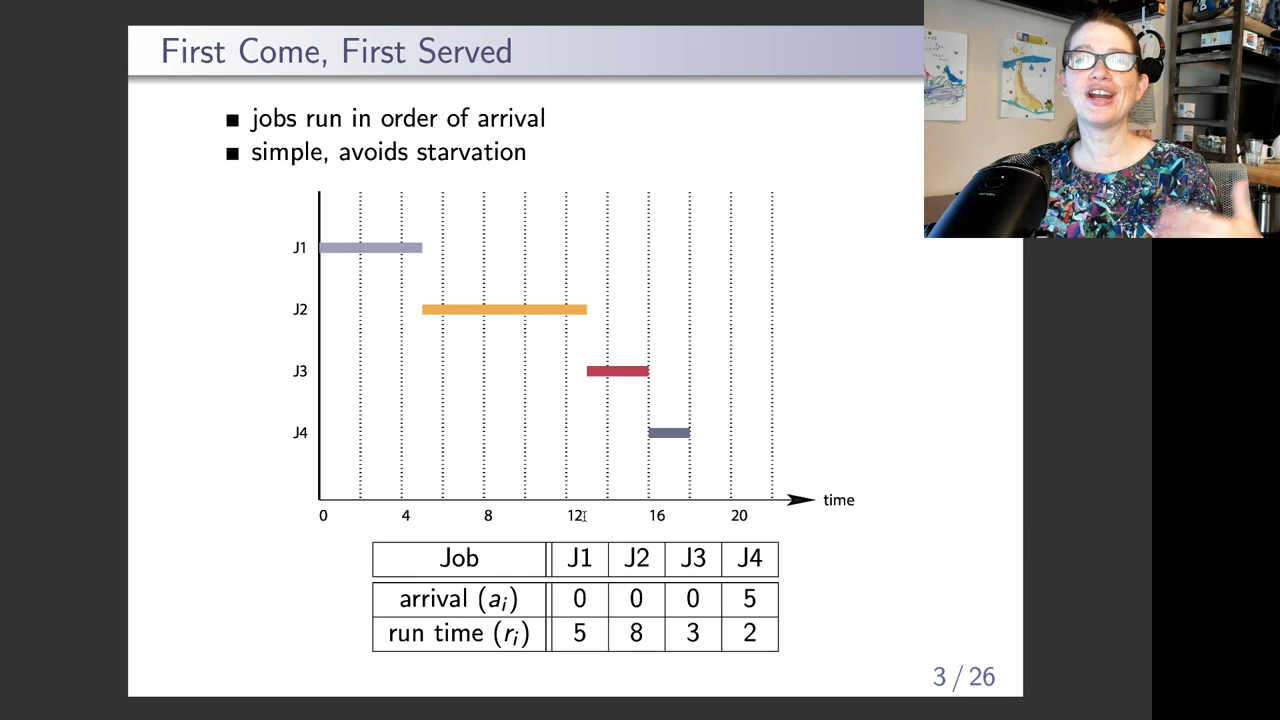 First Come, First Served
jobs run in order of arrival
simple, avoids starvation
J1
J2
J3
J4
time
0 4 8 12 16 20
Job J1 J2 J3 J4
arrival (aᵢ) 0 0 0 5
run time (rᵢ) 5 8 3 2
3 / 26